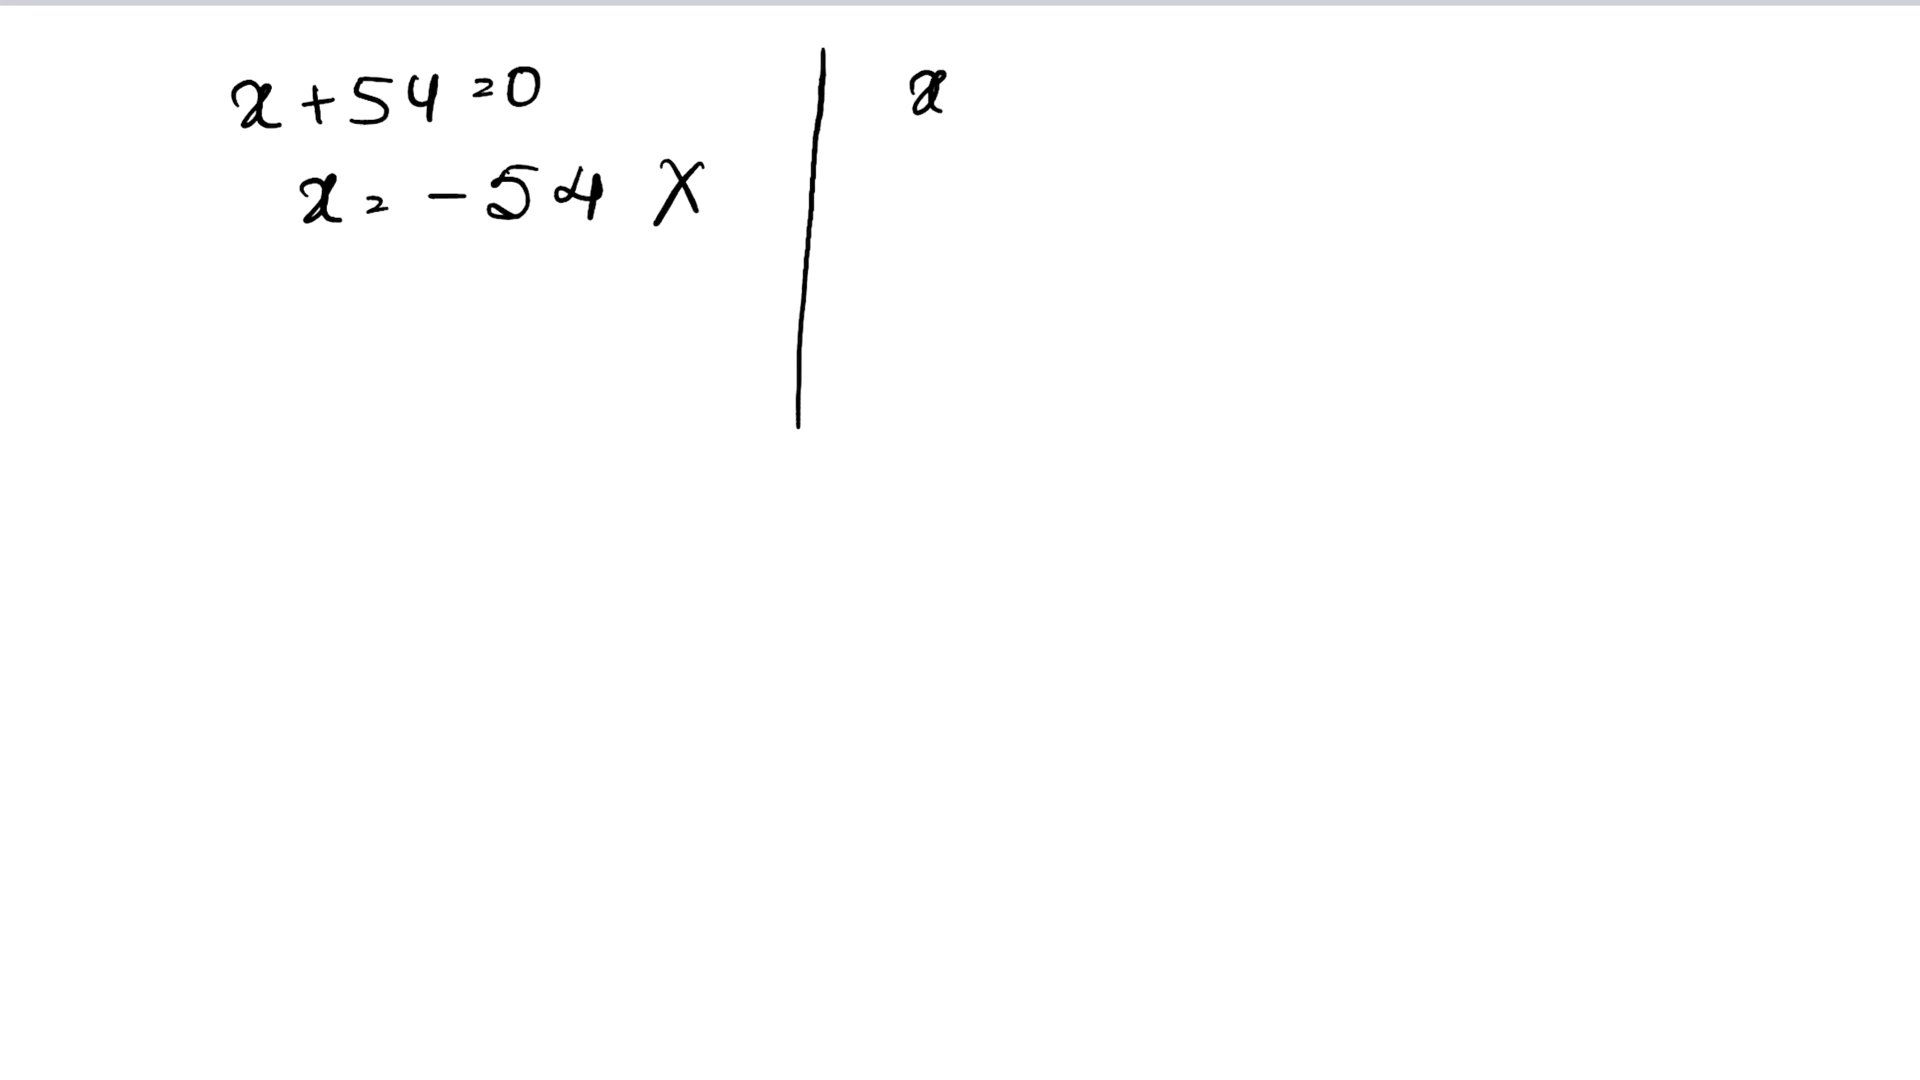 x + 54 = 0
x = - 54 X
x